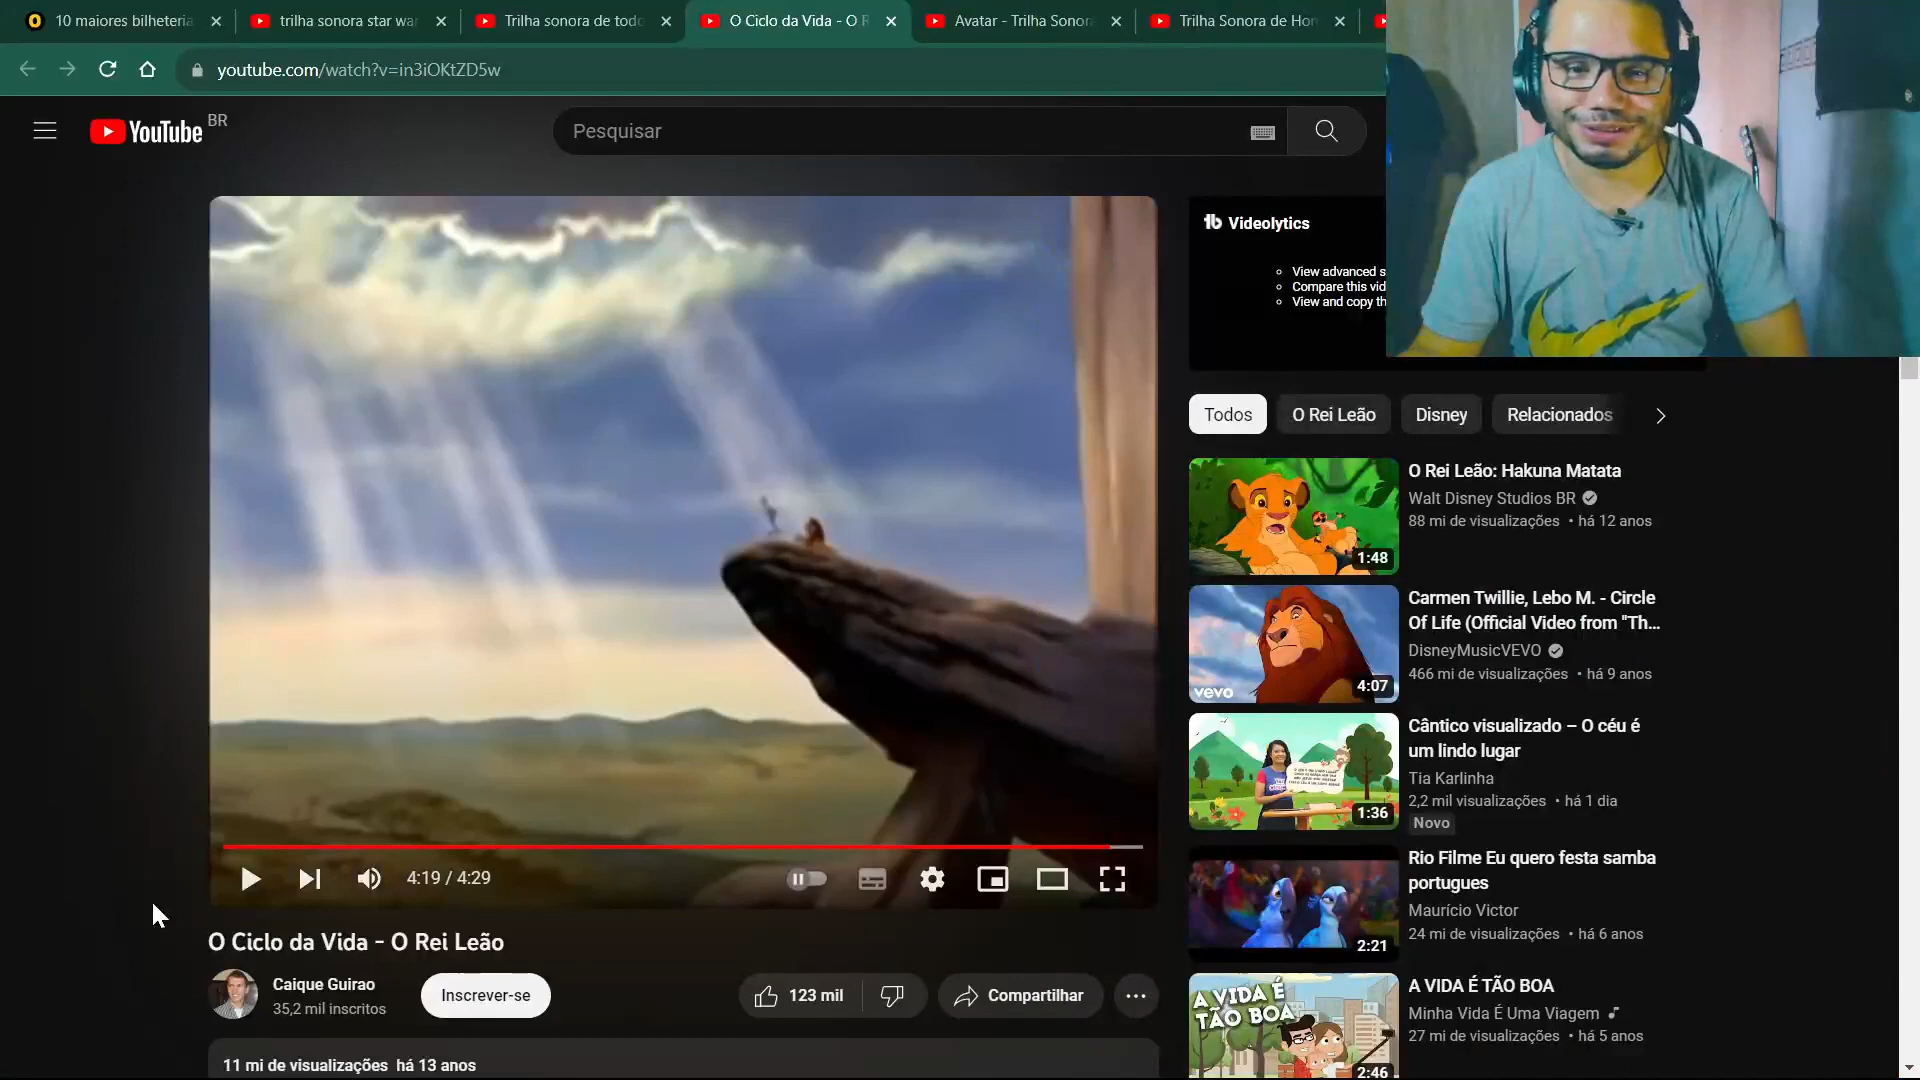 10 maiores bilheteria
trilha sonora star wa
Trilha sonora de todo
O Ciclo da Vida - O R
Avatar - Trilha Sonora
Trilha Sonora de Ho
youtube.com/watch?v=in3iOKtZD5w
YouTube BR
Pesquisar
tb Videolytics
View advanced s
Compare this vid
View and copy th
Todos
O Rei Leão
Disney
Relacionados
1:48
O Rei Leão: Hakuna Matata
Walt Disney Studios BR
88 mi de visualizações • há 12 anos
vevo
4:07
Carmen Twillie, Lebo M. - Circle
Of Life (Official Video from "Th...
DisneyMusicVEVO
466 mi de visualizações • há 9 anos
1:36
Cântico visualizado – O céu é
um lindo lugar
Tia Karlinha
2,2 mil visualizações • há 1 dia
Novo
2:21
Rio Filme Eu quero festa samba
portugues
Maurício Victor
24 mi de visualizações • há 6 anos
A VIDA É
TÃO BOA
2:46
A VIDA É TÃO BOA
Minha Vida É Uma Viagem
27 mi de visualizações • há 5 anos
4:19 / 4:29
O Ciclo da Vida - O Rei Leão
Caique Guirao
35,2 mil inscritos
Inscrever-se
123 mil
Compartilhar
11 mi de visualizações há 13 anos